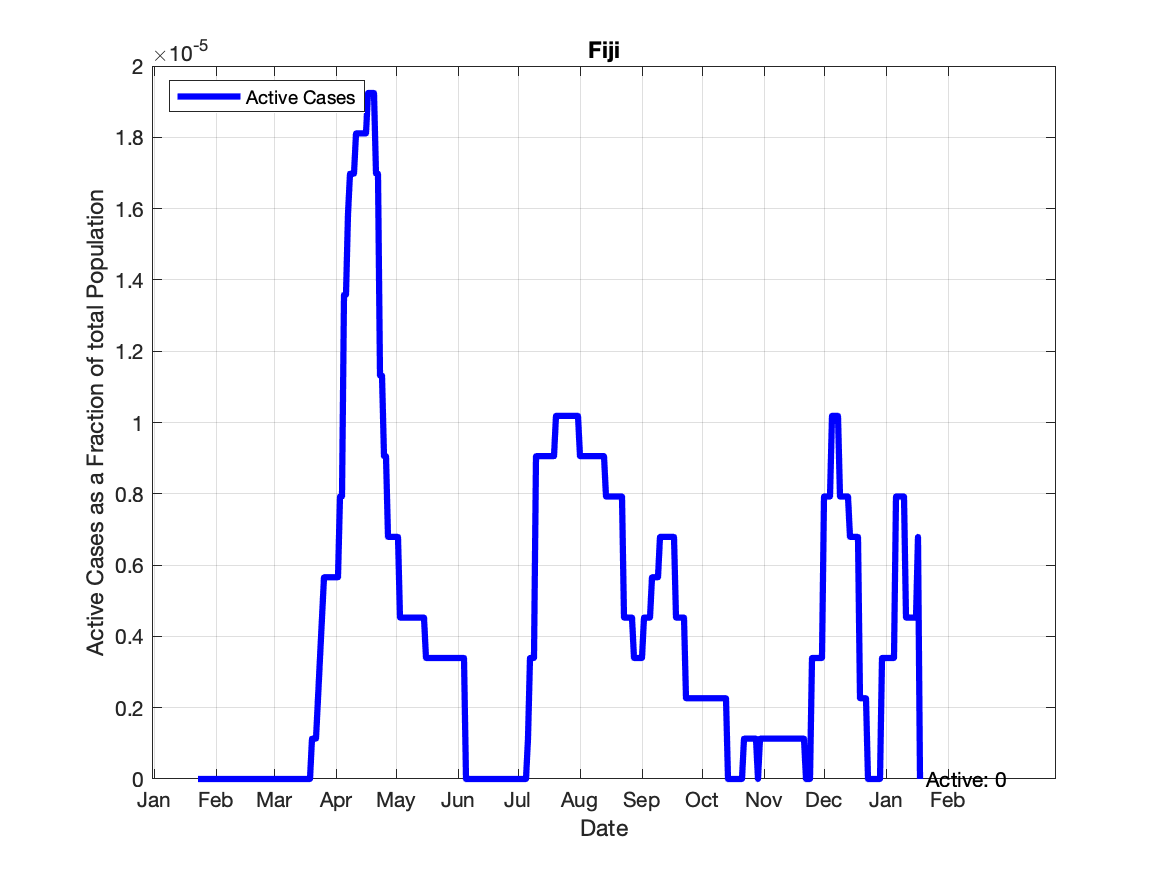 Fiji
×10-5
Active Cases
2
1.8
1.6
1.4
1.2
1
0.8
0.6
0.4
0.2
0
Active Cases as a Fraction of total Population
Active: 0
Jan Feb Mar Apr May Jun Jul Aug Sep Oct Nov Dec Jan Feb
Date